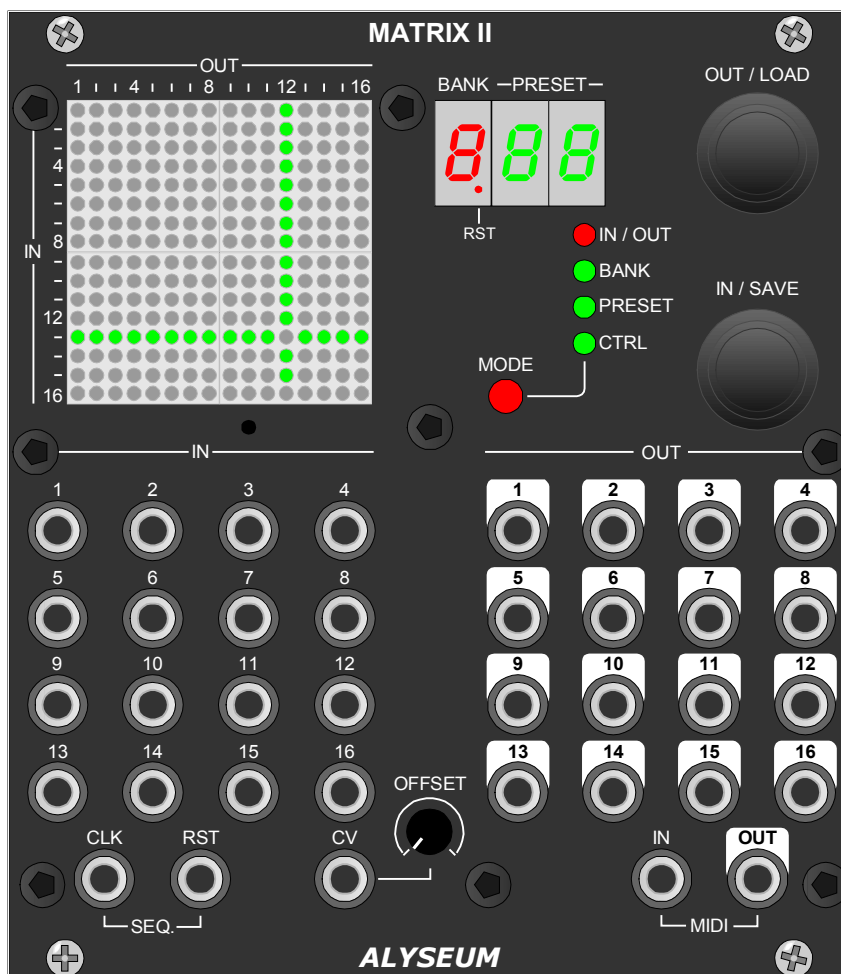 MATRIX II
OUT
1 4 8 12 16
IN
4
8
12
16
BANK PRESET
888
RST
OUT / LOAD
IN / OUT
BANK
PRESET
CTRL
MODE
IN / SAVE
IN
1 2 3 4
5 6 7 8
9 10 11 12
13 14 15 16
OUT
1 2 3 4
5 6 7 8
9 10 11 12
13 14 15 16
OFFSET
CLK RST
SEQ.
CV
IN OUT
MIDI
ALYSEUM